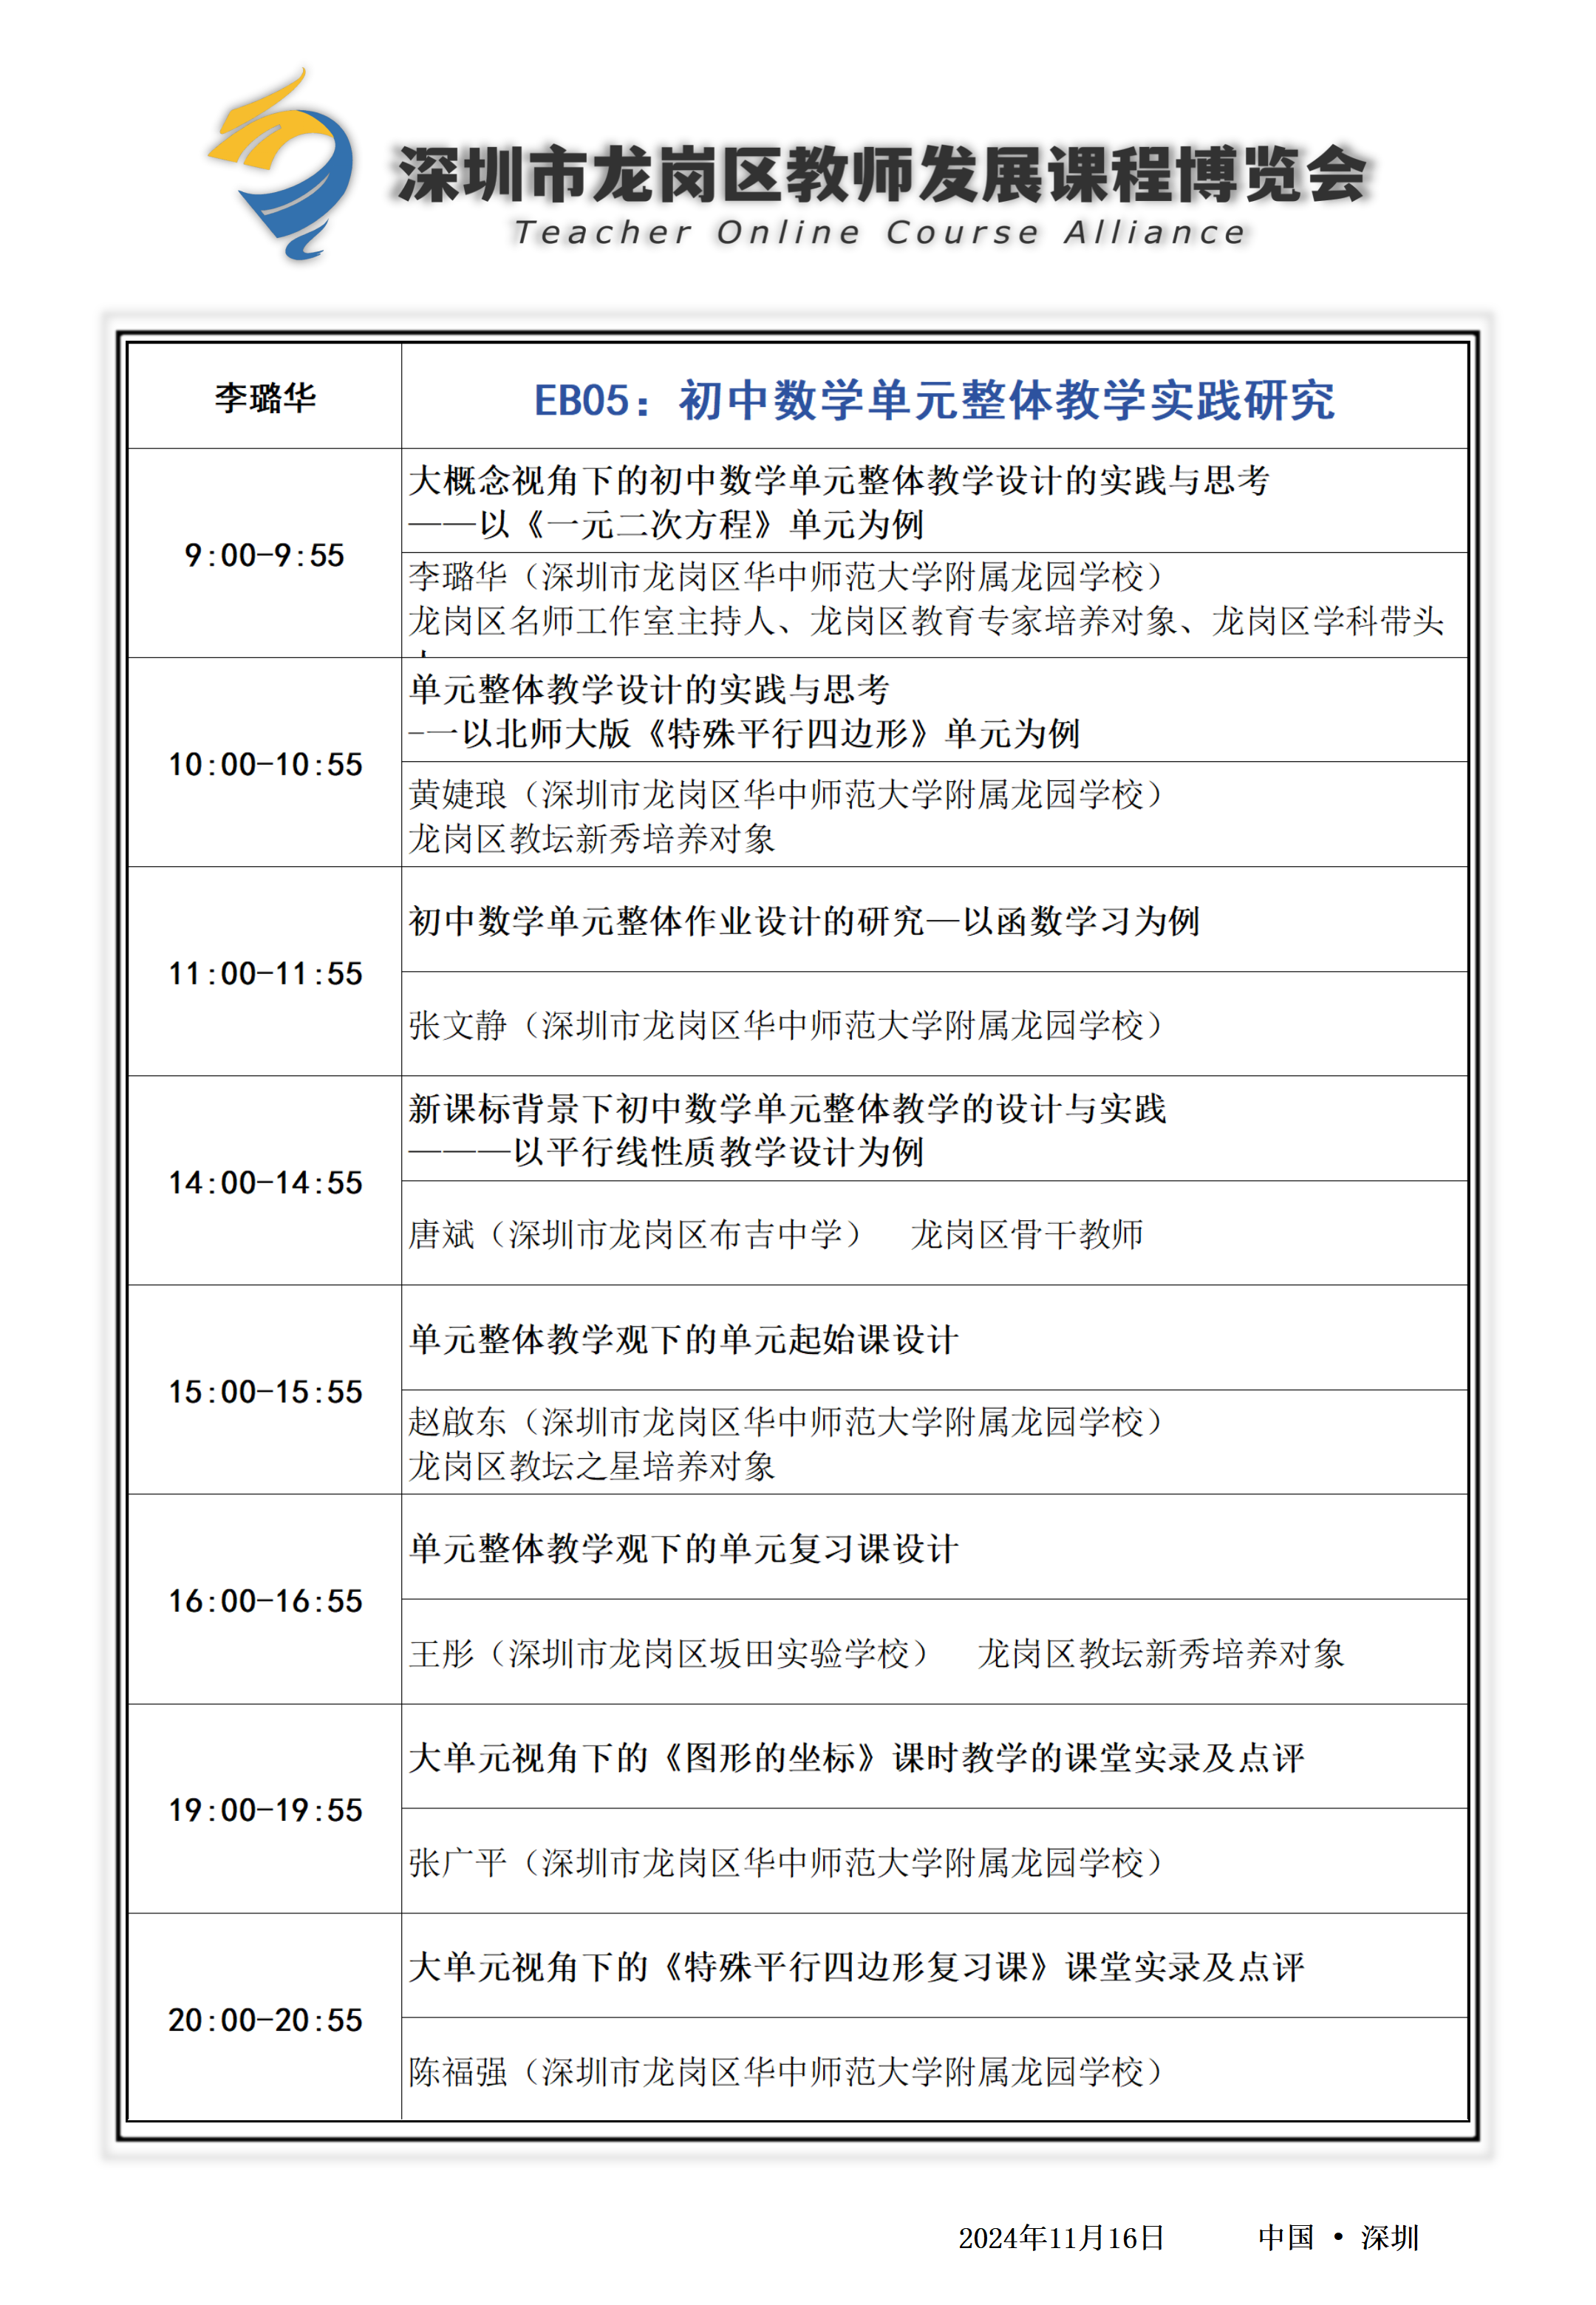 深圳市龙岗区教师发展课程博览会
Teacher Online Course Alliance
李璐华
EB05：初中数学单元整体教学实践研究
9:00-9:55
大概念视角下的初中数学单元整体教学设计的实践与思考
———以《一元二次方程》单元为例
李璐华（深圳市龙岗区华中师范大学附属龙园学校）
龙岗区名师工作室主持人、龙岗区教育专家培养对象、龙岗区学科带头
10:00-10:55
单元整体教学设计的实践与思考
-一以北师大版《特殊平行四边形》单元为例
黄婕琅（深圳市龙岗区华中师范大学附属龙园学校）
龙岗区教坛新秀培养对象
11:00-11:55
初中数学单元整体作业设计的研究—以函数学习为例
张文静（深圳市龙岗区华中师范大学附属龙园学校）
14:00-14:55
新课标背景下初中数学单元整体教学的设计与实践
———以平行线性质教学设计为例
唐斌（深圳市龙岗区布吉中学） 龙岗区骨干教师
15:00-15:55
单元整体教学观下的单元起始课设计
赵啟东（深圳市龙岗区华中师范大学附属龙园学校）
龙岗区教坛之星培养对象
16:00-16:55
单元整体教学观下的单元复习课设计
王彤（深圳市龙岗区坂田实验学校） 龙岗区教坛新秀培养对象
19:00-19:55
大单元视角下的《图形的坐标》课时教学的课堂实录及点评
张广平（深圳市龙岗区华中师范大学附属龙园学校）
20:00-20:55
大单元视角下的《特殊平行四边形复习课》课堂实录及点评
陈福强（深圳市龙岗区华中师范大学附属龙园学校）
2024年11月16日 中国 • 深圳